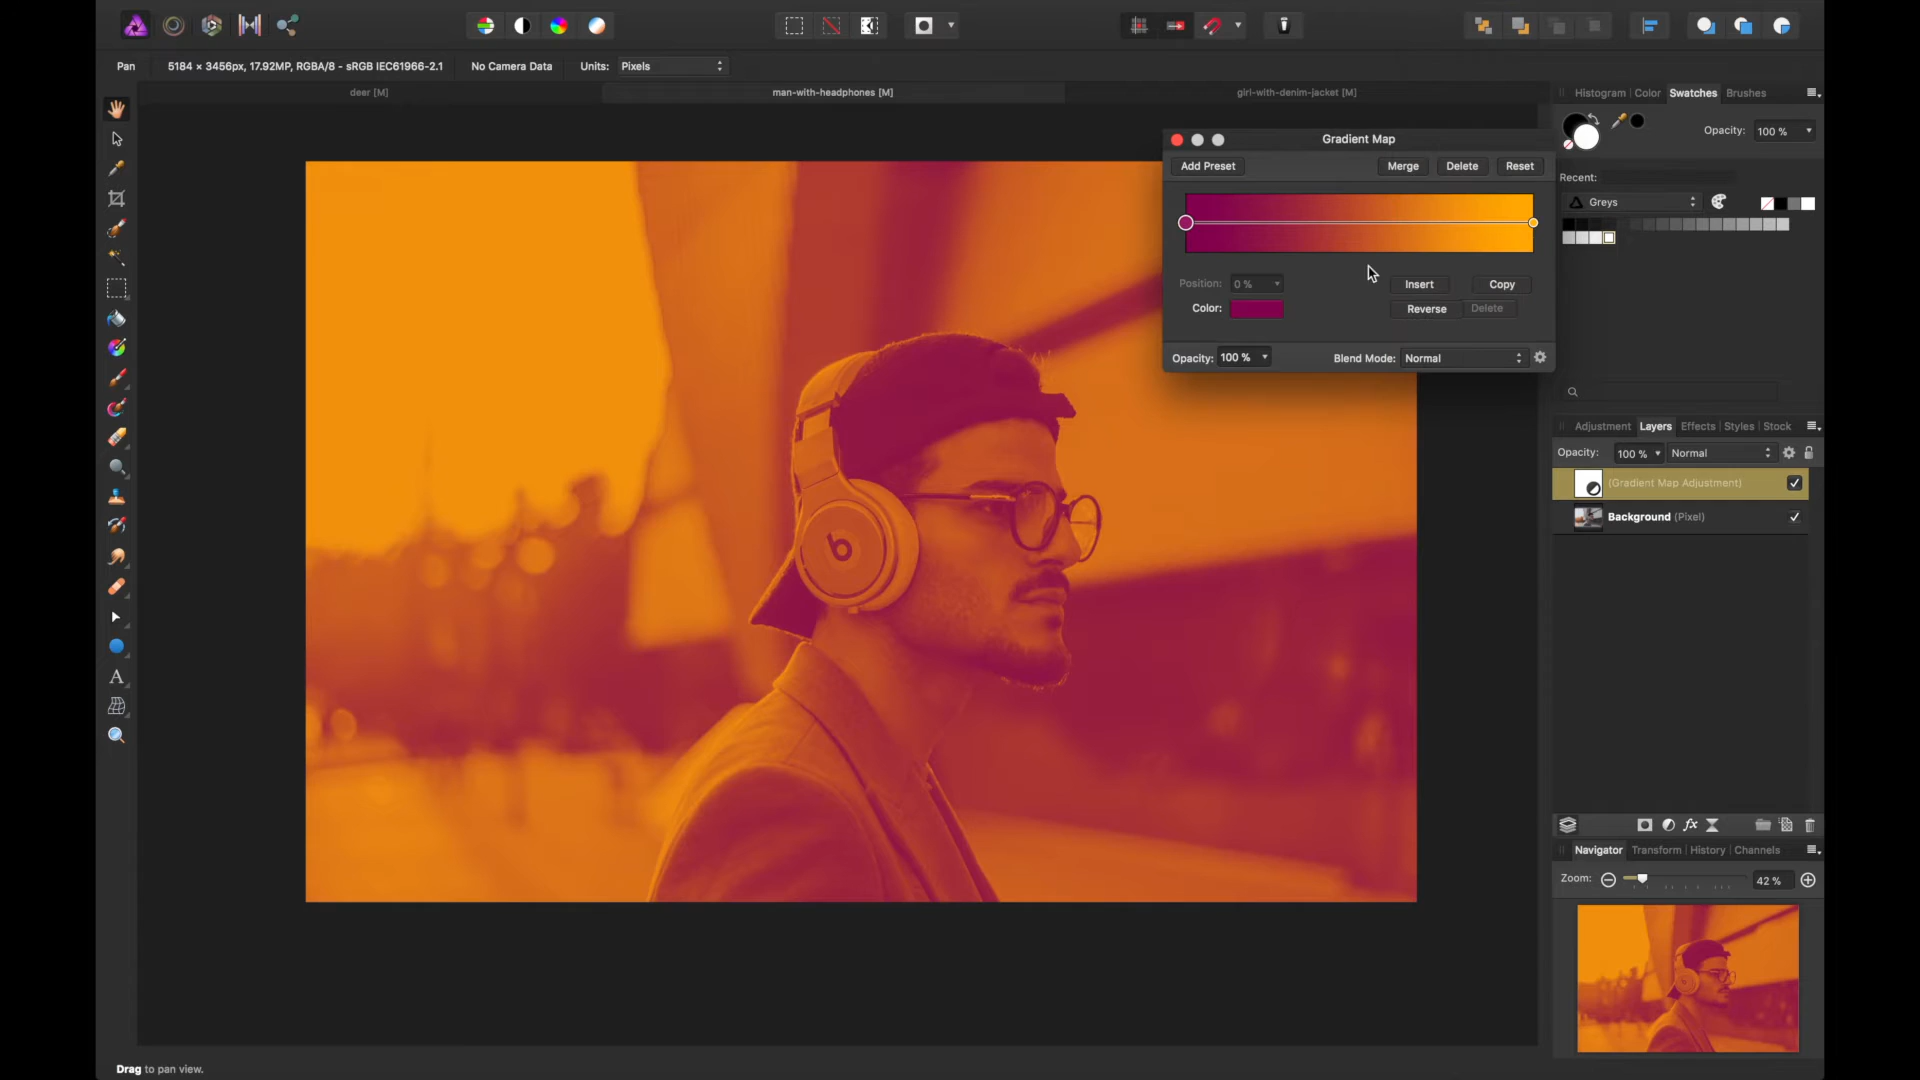 Pan
5184 × 3456px, 17.92MP, RGBA/8 - sRGB IEC61966-2.1
No Camera Data
Units: Pixels
deer [M]
man-with-headphones [M]
girl-with-denim-jacket [M]
Histogram Color Swatches Brushes
Opacity: 100 %
Recent:
Greys
Gradient Map
Add Preset Merge Delete Reset
Position: 0 % Insert Copy
Color: Reverse Delete
Opacity: 100 % Blend Mode: Normal
Adjustment Layers Effects Styles Stock
Opacity: 100 % Normal
(Gradient Map Adjustment)
Background (Pixel)
fx
Navigator Transform History Channels
Zoom: 42 %
A
b
Drag to pan view.